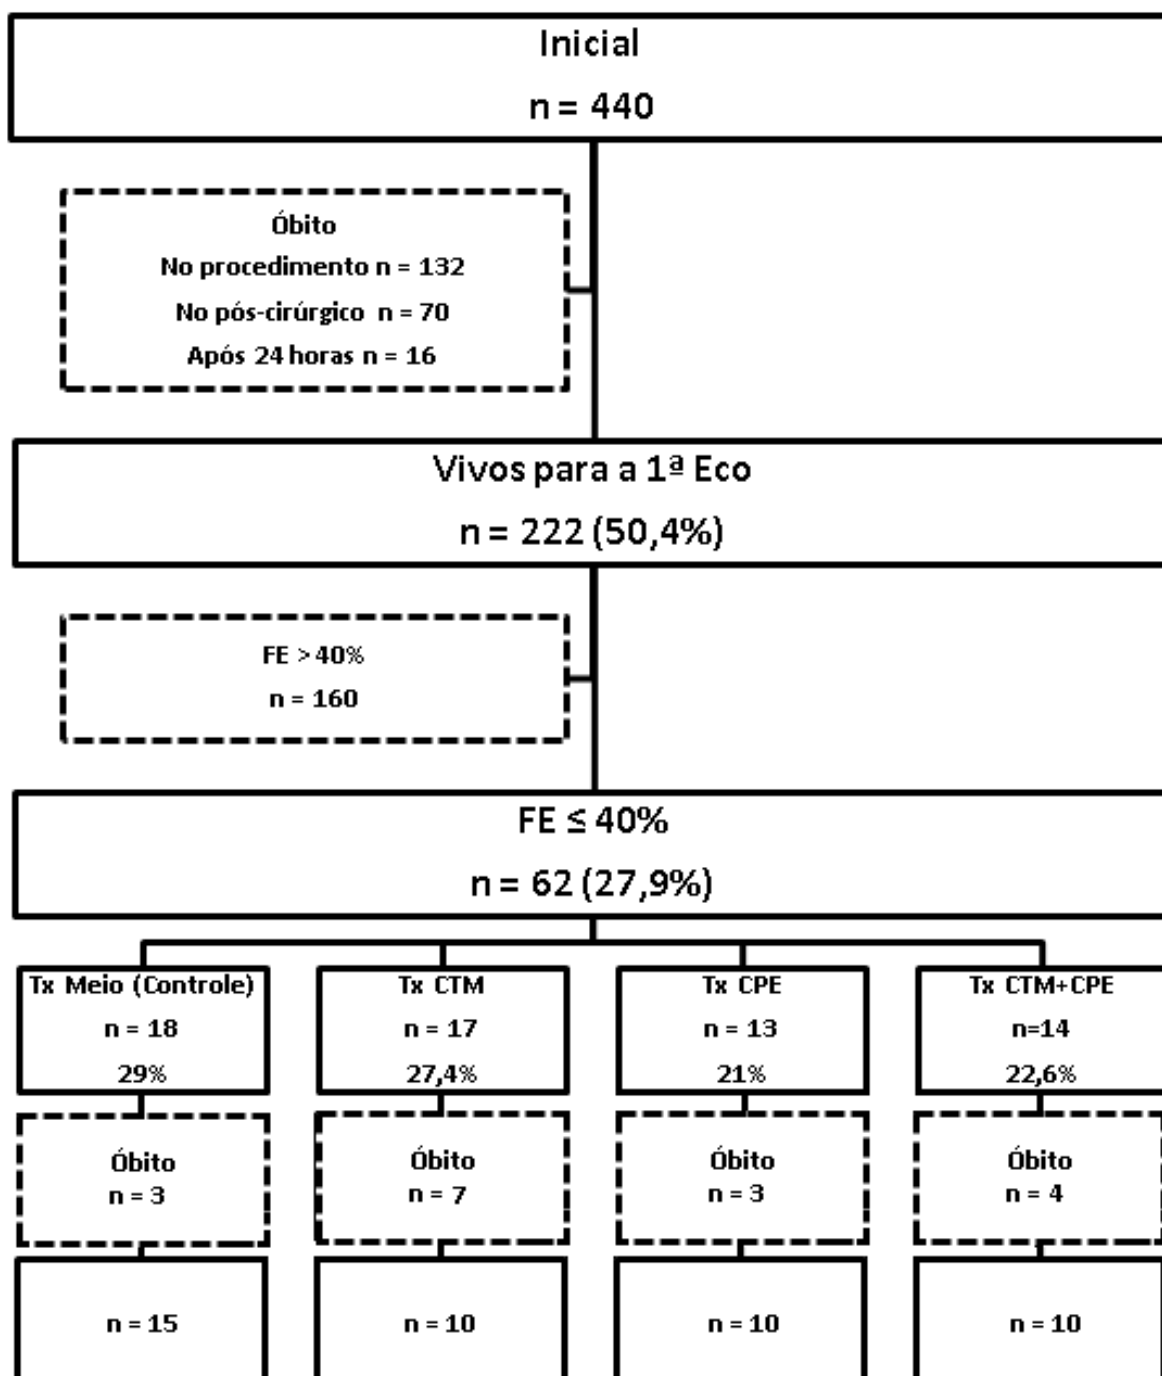 Inicial
n = 440
Óbito
No procedimento n = 132
No pós-cirúrgico n = 70
Após 24 horas n = 16
Vivos para a 1ª Eco
n = 222 (50,4%)
FE > 40%
n = 160
FE ≤ 40%
n = 62 (27,9%)
Tx Meio (Controle)
n = 18
29%
Tx CTM
n = 17
27,4%
Tx CPE
n = 13
21%
Tx CTM+CPE
n=14
22,6%
Óbito
n = 3
Óbito
n = 7
Óbito
n = 3
Óbito
n = 4
n = 15
n = 10
n = 10
n = 10